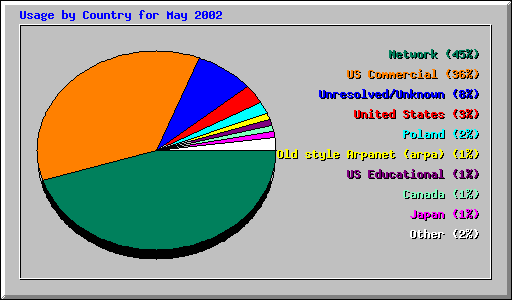 Usage by Country for May 2002
Network (45%)
US Commercial (36%)
Unresolved/Unknown (8%)
United States (3%)
Poland (2%)
Old style Arpanet (arpa) (1%)
US Educational (1%)
Canada (1%)
Japan (1%)
Other (2%)